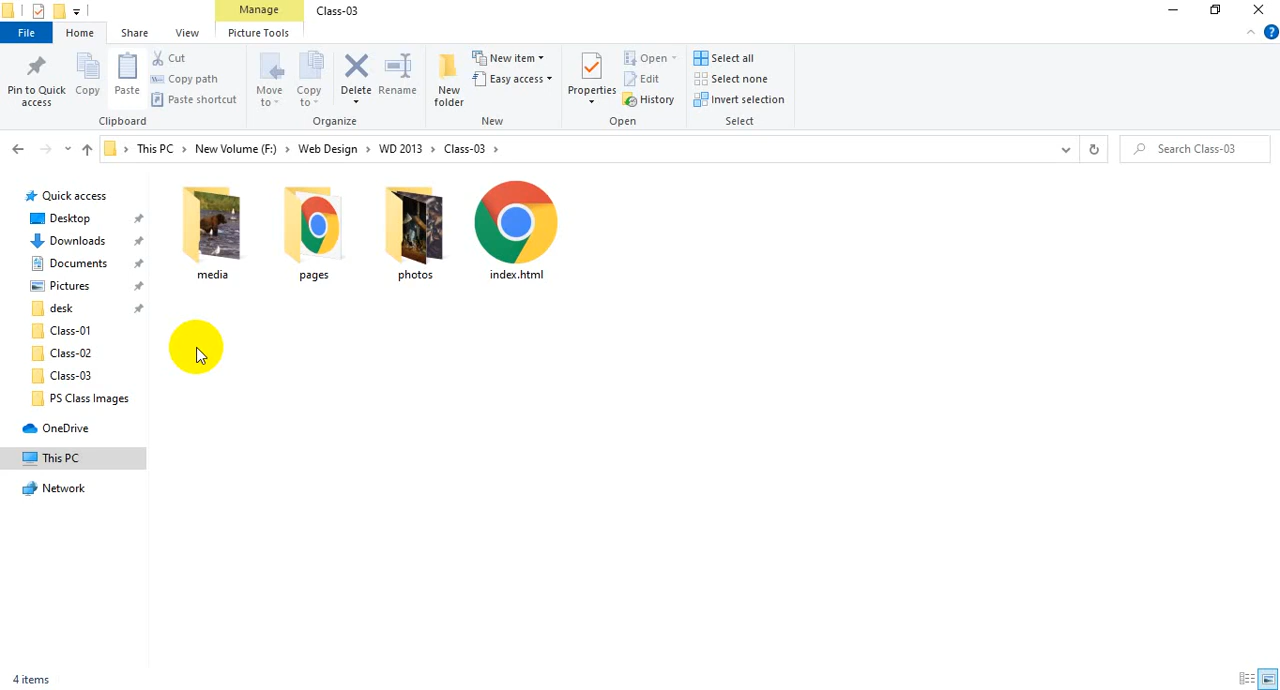 Manage
Class-03
File
Home
Share
View
Picture Tools
Pin to Quick access
Copy
Paste
Cut
Copy path
Paste shortcut
Clipboard
Move to
Copy to
Delete
Rename
Organize
New folder
New item
Easy access
New
Properties
Open
Edit
History
Open
Select all
Select none
Invert selection
Select
This PC > New Volume (F:) > Web Design > WD 2013 > Class-03 >
Search Class-03
Quick access
Desktop
Downloads
Documents
Pictures
desk
Class-01
Class-02
Class-03
PS Class Images
OneDrive
This PC
Network
media
pages
photos
index.html
4 items